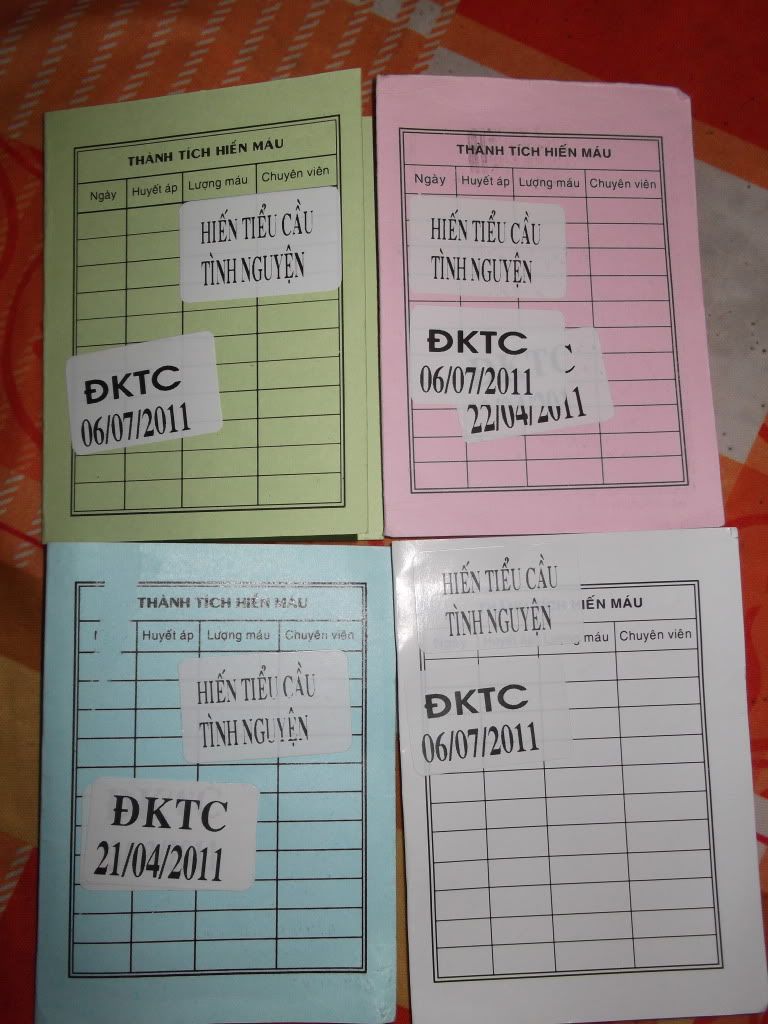 THÀNH TÍCH HIẾN MÁU
Ngày Huyết áp Lượng máu Chuyên viên
HIẾN TIỂU CẦU
TÌNH NGUYỆN
ĐKTC
06/07/2011
THÀNH TÍCH HIẾN MÁU
Ngày Huyết áp Lượng máu Chuyên viên
HIẾN TIỂU CẦU
TÌNH NGUYỆN
ĐKTC
06/07/2011
C
22/04/2011
THÀNH TÍCH HIẾN MÁU
Huyết áp Lượng máu Chuyên viên
HIẾN TIỂU CẦU
TÌNH NGUYỆN
ĐKTC
21/04/2011
HIẾN TIỂU CẦU
TÌNH NGUYỆN
HIẾN MÁU
máu Chuyên viên
ĐKTC
06/07/2011